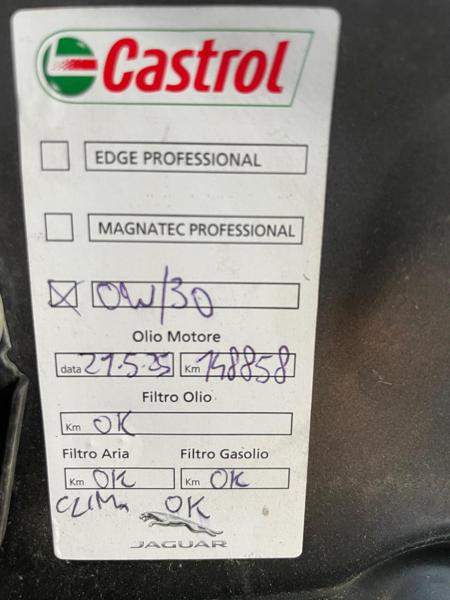 Castrol
EDGE PROFESSIONAL
MAGNATEC PROFESSIONAL
0W/30
Olio Motore
data 21.5.25 Km 148858
Filtro Olio
Km OK
Filtro Aria Filtro Gasolio
Km OK Km OK
CLIMA OK
JAGUAR